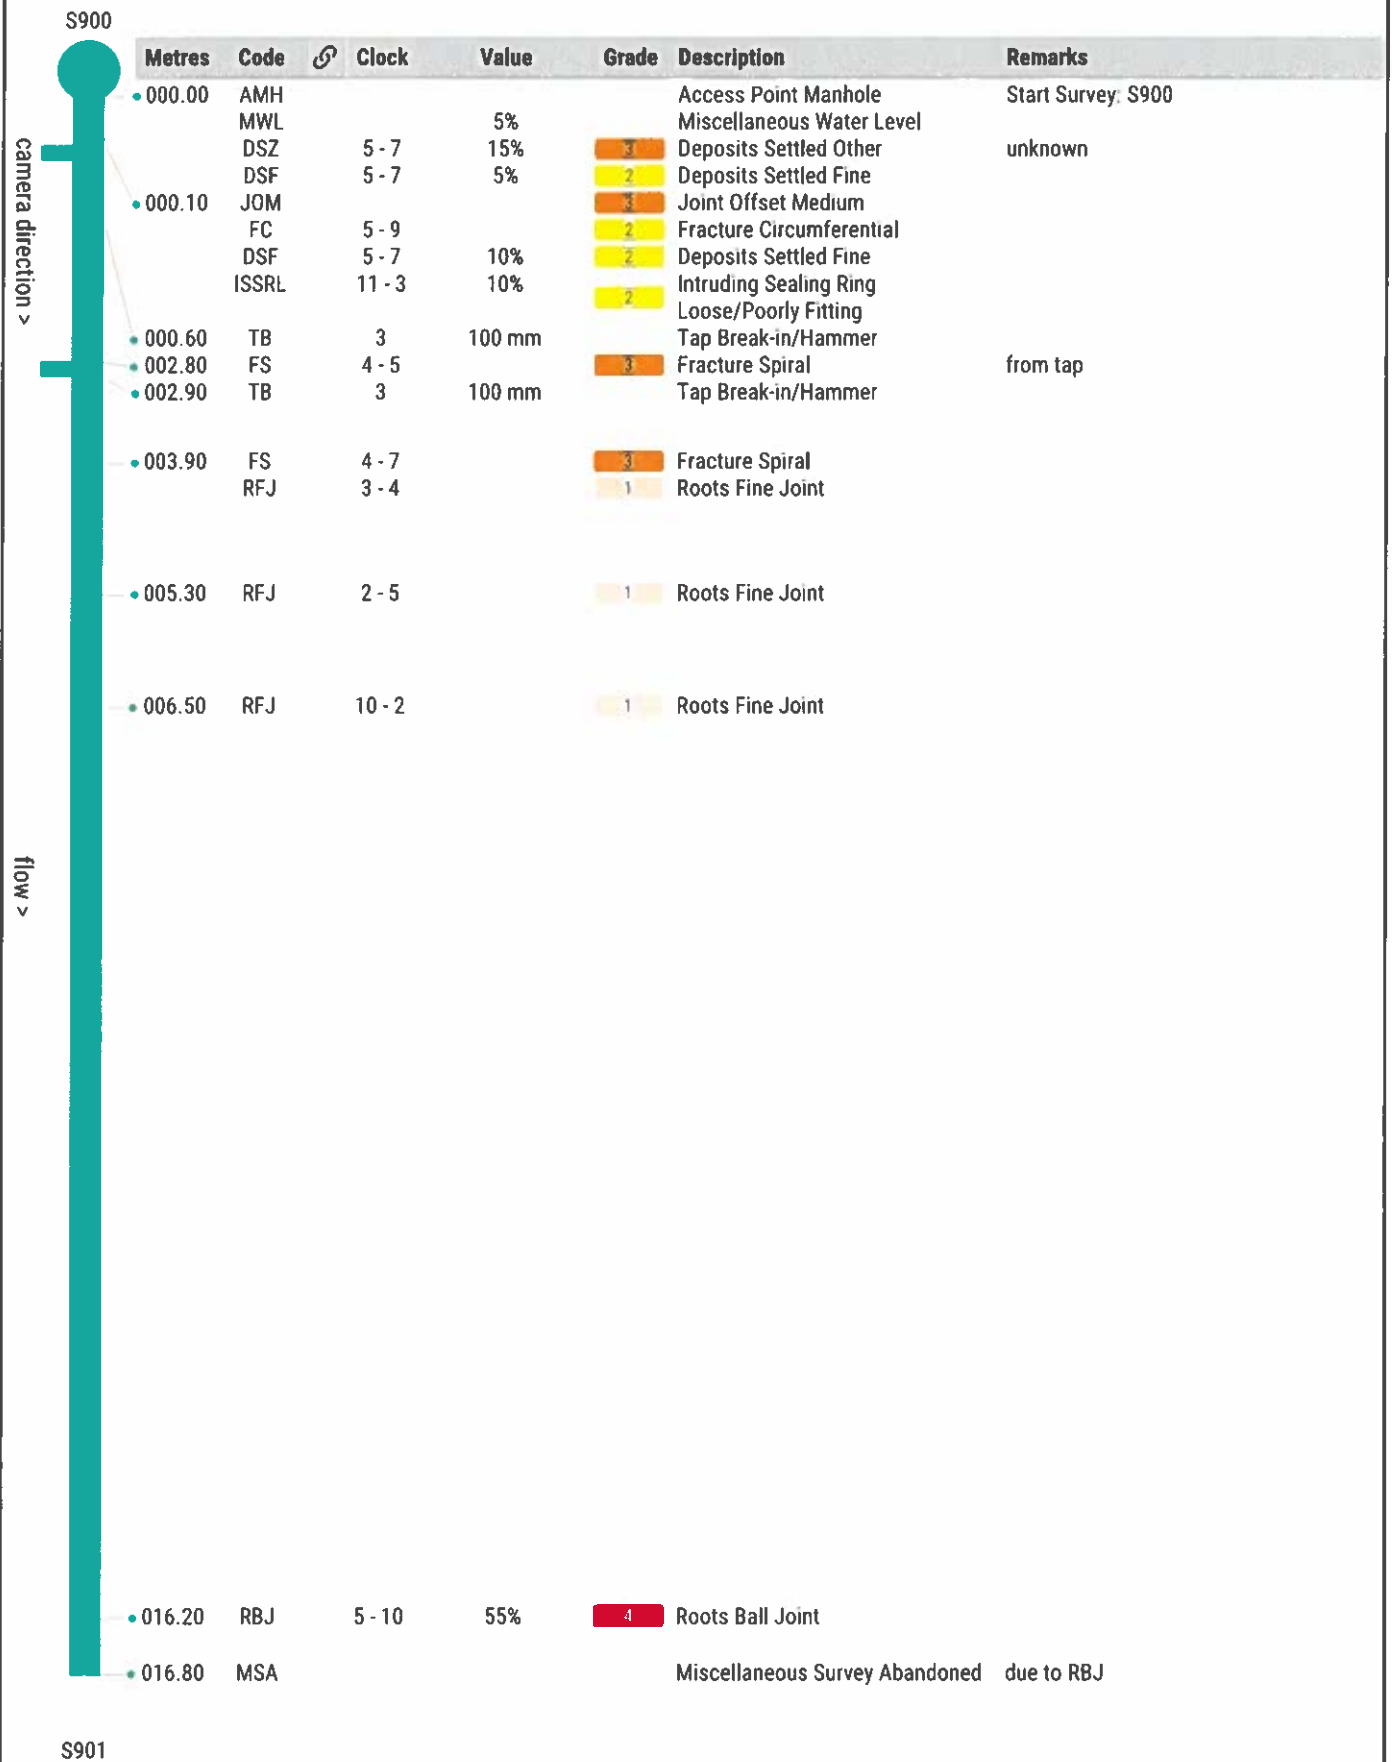 S900
Metres Code Clock Value Grade Description Remarks
000.00 AMH Access Point Manhole Start Survey: S900
MWL 5% Miscellaneous Water Level
DSZ 5 - 7 15% 3 Deposits Settled Other unknown
DSF 5 - 7 5% 2 Deposits Settled Fine
000.10 JOM 3 Joint Offset Medium
FC 5 - 9 2 Fracture Circumferential
DSF 5 - 7 10% 2 Deposits Settled Fine
ISSRL 11 - 3 10% 2 Intruding Sealing Ring
Loose/Poorly Fitting
000.60 TB 3 100 mm Tap Break-in/Hammer
002.80 FS 4 - 5 3 Fracture Spiral from tap
002.90 TB 3 100 mm Tap Break-in/Hammer
003.90 FS 4 - 7 3 Fracture Spiral
RFJ 3 - 4 1 Roots Fine Joint
005.30 RFJ 2 - 5 1 Roots Fine Joint
006.50 RFJ 10 - 2 1 Roots Fine Joint
016.20 RBJ 5 - 10 55% 4 Roots Ball Joint
016.80 MSA Miscellaneous Survey Abandoned due to RBJ
camera direction >
flow >
S901